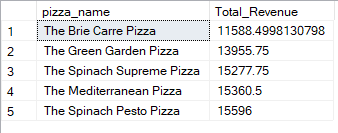 pizza_name Total_Revenue
1 The Brie Carre Pizza 11588.4998130798
2 The Green Garden Pizza 13955.75
3 The Spinach Supreme Pizza 15277.75
4 The Mediterranean Pizza 15360.5
5 The Spinach Pesto Pizza 15596